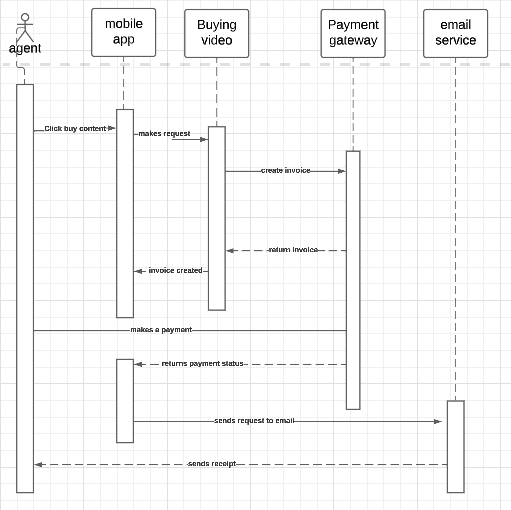 agent
mobile
app
Buying
video
Payment
gateway
email
service
Click buy content
makes request
create invoice
return invoice
invoice created
makes a payment
returns payment status
sends request to email
sends receipt